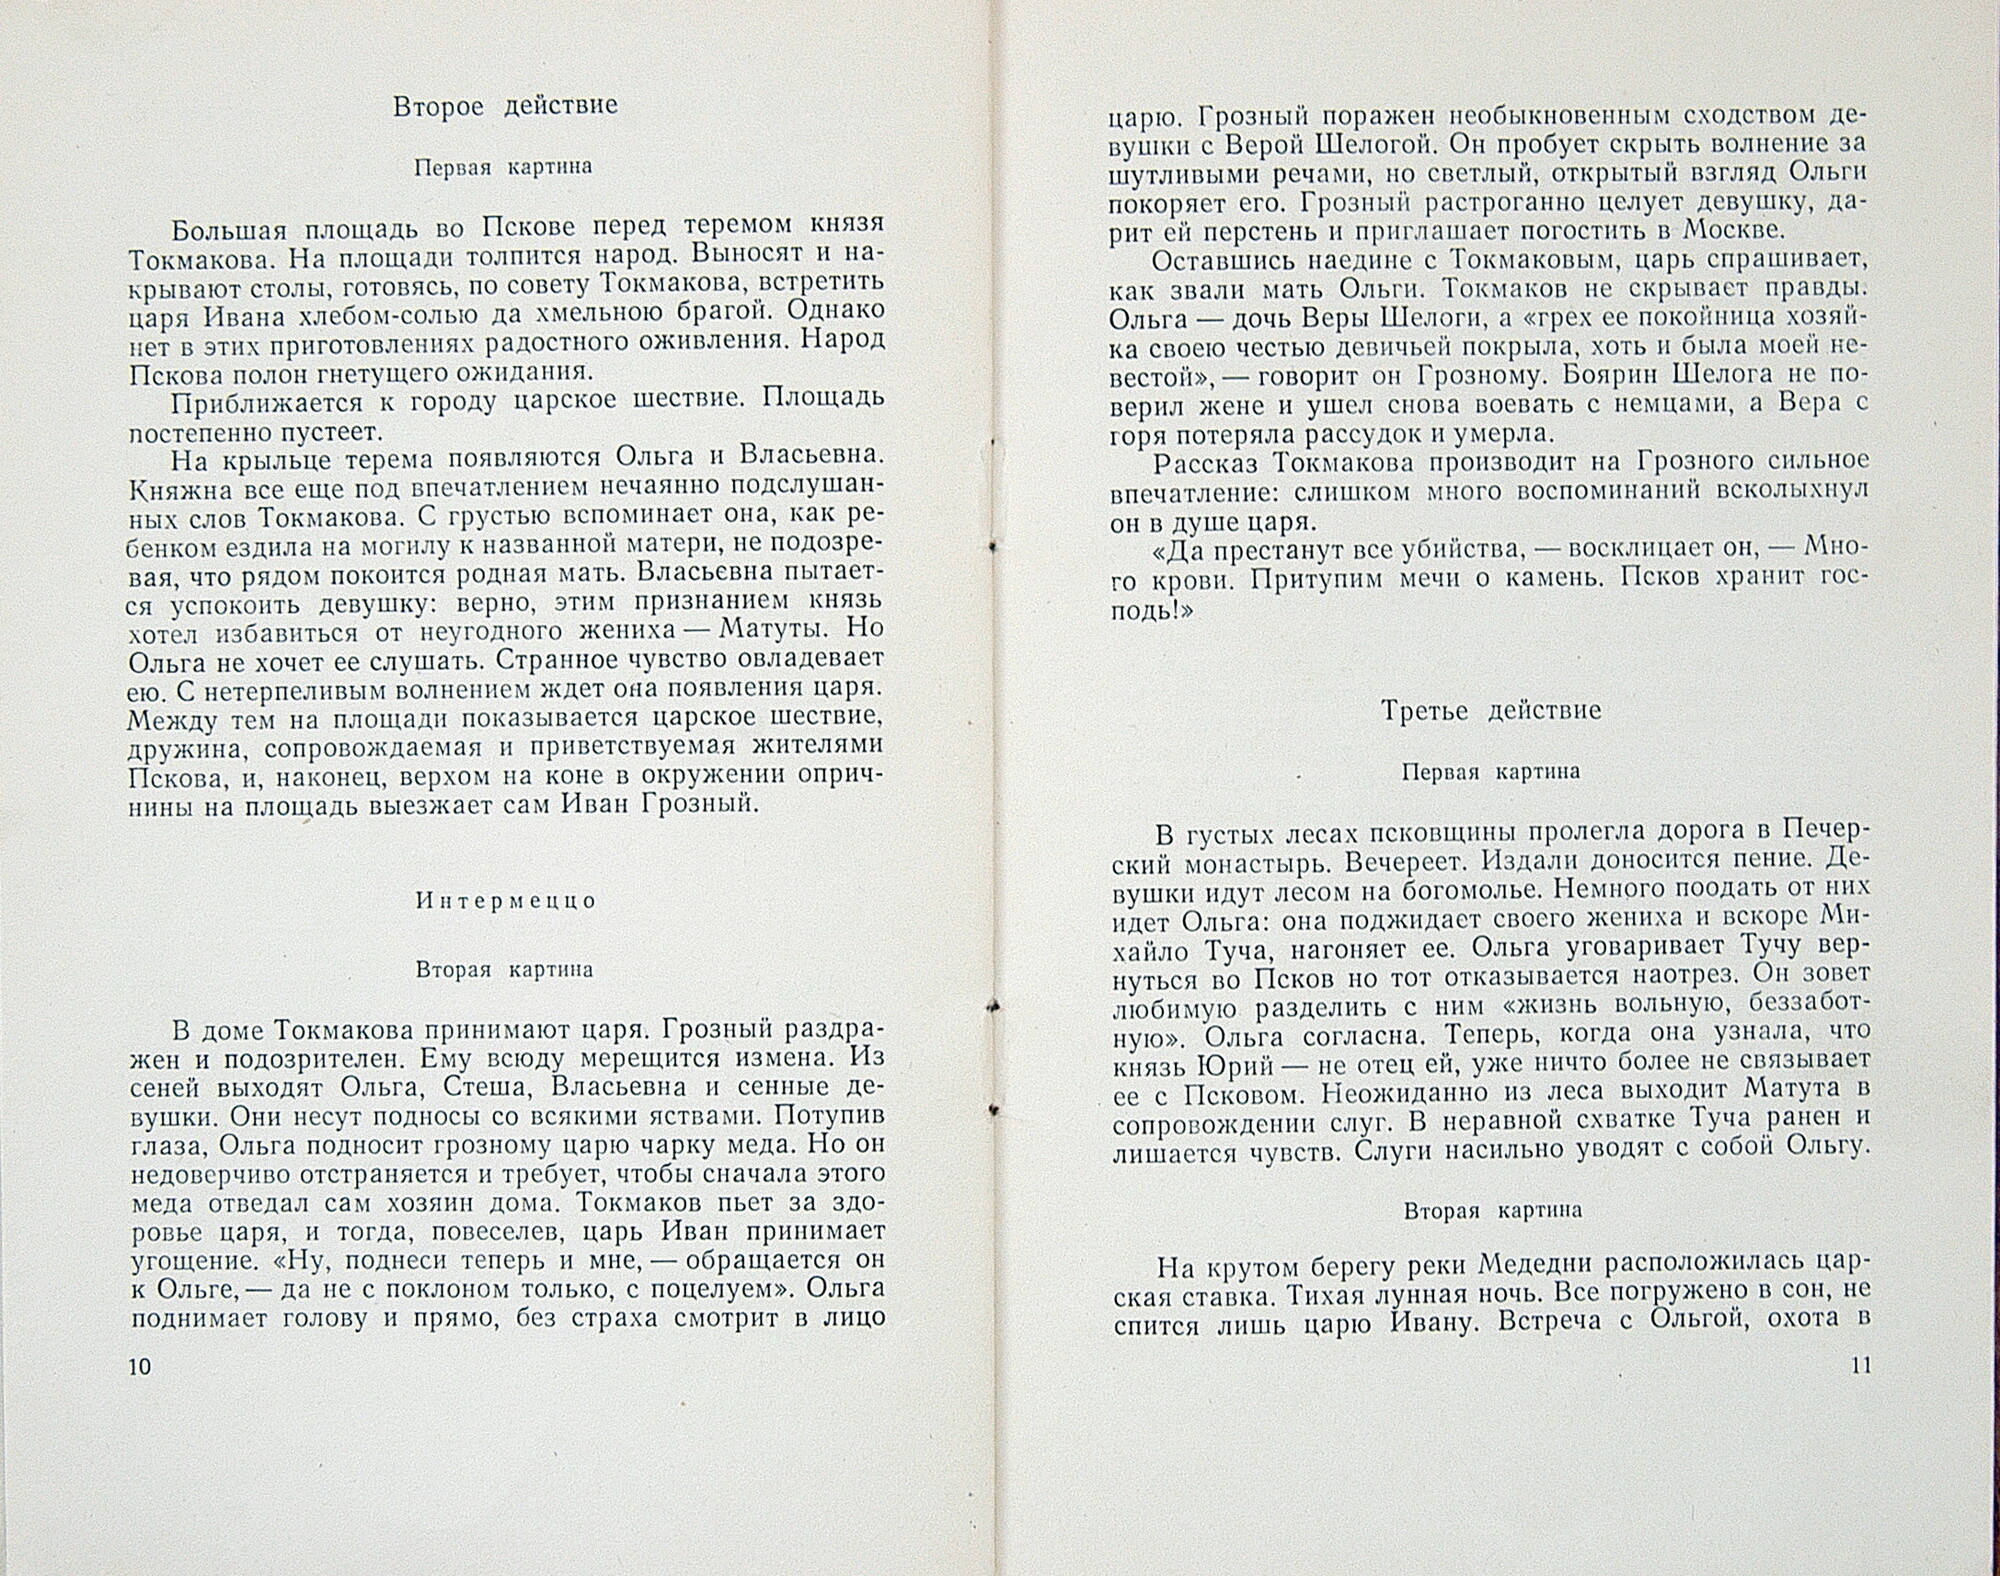 Второе действие
Первая картина
Большая площадь во Пскове перед теремом князя
Токмакова. На площади толпится народ. Выносят и на-
крывают столы, готовясь, по совету Токмакова, встретить
царя Ивана хлебом-солью да хмельною брагой. Однако
нет в этих приготовлениях радостного оживления. Народ
Пскова полон гнетущего ожидания.
Приближается к городу царское шествие. Площадь
постепенно пустеет.
На крыльце терема появляются Ольга и Власьевна.
Княжна все еще под впечатлением нечаянно подслушан-
ных слов Токмакова. С грустью вспоминает она, как ре-
бенком ездила на могилу к названной матери, не подозре-
вая, что рядом покоится родная мать. Власьевна пытает-
ся успокоить девушку: верно, этим признанием князь
хотел избавиться от неугодного жениха — Матуты. Но
Ольга не хочет ее слушать. Странное чувство овладевает
ею. С нетерпеливым волнением ждет она появления царя.
Между тем на площади показывается царское шествие,
дружина, сопровождаемая и приветствуемая жителями
Пскова, и, наконец, верхом на коне в окружении оприч-
нины на площадь выезжает сам Иван Грозный.
Интермеццо
Вторая картина
В доме Токмакова принимают царя. Грозный раздра-
жен и подозрителен. Ему всюду мерещится измена. Из
сеней выходят Ольга, Стеша, Власьевна и сенные де-
вушки. Они несут подносы со всякими яствами. Потупив
глаза, Ольга подносит грозному царю чарку меда. Но он
недоверчиво отстраняется и требует, чтобы сначала этого
меда отведал сам хозяин дома. Токмаков пьет за здо-
ровье царя, и тогда, повеселев, царь Иван принимает
угощение. «Ну, поднеси теперь и мне, — обращается он
к Ольге, — да не с поклоном только, с поцелуем». Ольга
поднимает голову и прямо, без страха смотрит в лицо
10
царю. Грозный поражен необыкновенным сходством де-
вушки с Верой Шелогой. Он пробует скрыть волнение за
шутливыми речами, но светлый, открытый взгляд Ольги
покоряет его. Грозный растроганно целует девушку, да-
рит ей перстень и приглашает погостить в Москве.
Оставшись наедине с Токмаковым, царь спрашивает,
как звали мать Ольги. Токмаков не скрывает правды.
Ольга — дочь Веры Шелоги, а «грех ее покойница хозяй-
ка своею честью девичьей покрыла, хоть и была моей не-
вестой», — говорит он Грозному. Боярин Шелога не по-
верил жене и ушел снова воевать с немцами, а Вера с
горя потеряла рассудок и умерла.
Рассказ Токмакова производит на Грозного сильное
впечатление: слишком много воспоминаний всколыхнул
он в душе царя.
«Да престанут все убийства, — восклицает он, — Мно-
го крови. Притупим мечи о камень. Псков хранит гос-
подь!»
Третье действие
Первая картина
В густых лесах псковщины пролегла дорога в Печер-
ский монастырь. Вечереет. Издали доносится пение. Де-
вушки идут лесом на богомолье. Немного поодать от них
идет Ольга: она поджидает своего жениха и вскоре Ми-
хайло Туча, нагоняет ее. Ольга уговаривает Тучу вер-
нуться во Псков но тот отказывается наотрез. Он зовет
любимую разделить с ним «жизнь вольную, беззабот-
ную». Ольга согласна. Теперь, когда она узнала, что
князь Юрий — не отец ей, уже ничто более не связывает
ее с Псковом. Неожиданно из леса выходит Матута в
сопровождении слуг. В неравной схватке Туча ранен и
лишается чувств. Слуги насильно уводят с собой Ольгу.
Вторая картина
На крутом берегу реки Медедни расположилась цар-
ская ставка. Тихая лунная ночь. Все погружено в сон, не
спится лишь царю Ивану. Встреча с Ольгой, охота в
11